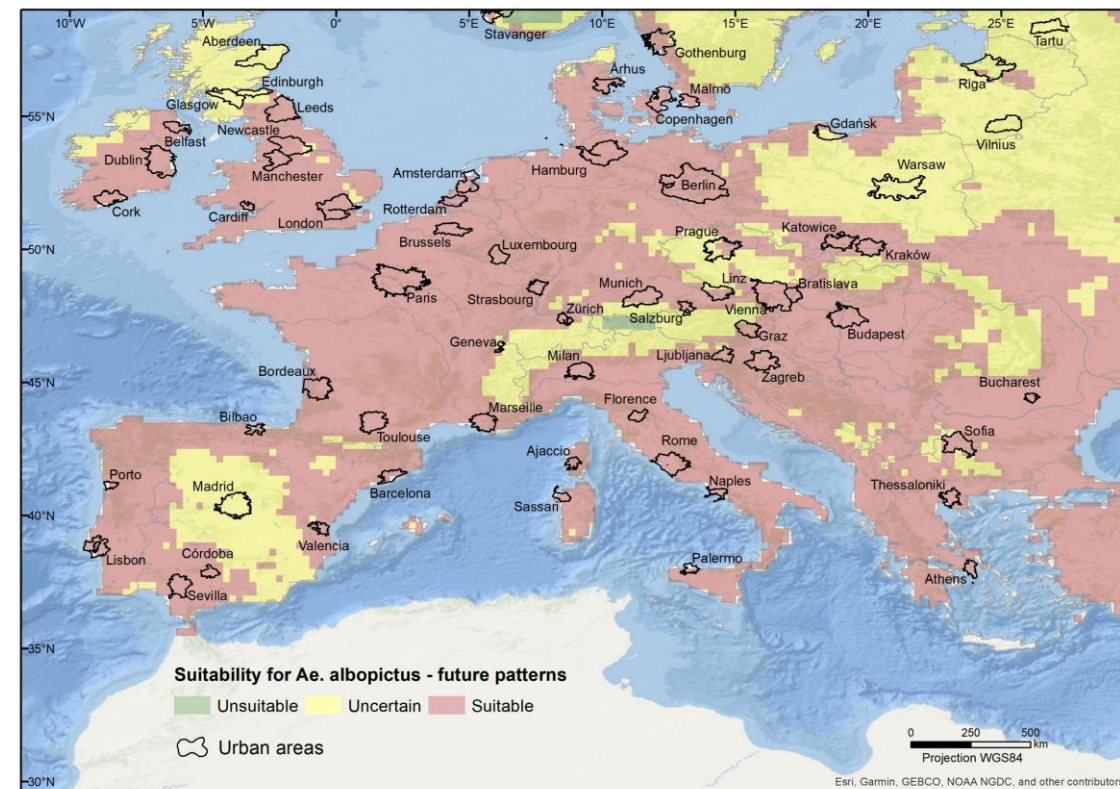 10°W 5°W 0° 5°E 10°E 15°E 20°E 25°E
Stavanger
Tartu
Aberdeen
Gothenburg
Edinburgh
Århus
Riga
Glasgow
Leeds
Malmö
55°N
Newcastle
Copenhagen
Gdańsk
Belfast
Vilnius
Dublin
Hamburg
Warsaw
Manchester
Amsterdam
Berlin
Cork
Cardiff
London
Rotterdam
50°N
Brussels
Luxembourg
Prague
Katowice
Kraków
Paris
Munich
Linz
Bratislava
Strasbourg
Zürich
Salzburg
Vienna
Budapest
Geneva
Graz
Milan
Ljubljana
45°N
Bordeaux
Zagreb
Bucharest
Florence
Bilbao
Marseille
Toulouse
Sofia
Ajaccio
Rome
Porto
Madrid
Barcelona
Naples
Thessaloniki
Sassari
40°N
Valencia
Lisbon
Córdoba
Palermo
Athens
Sevilla
35°N
Suitability for Ae. albopictus - future patterns
Unsuitable Uncertain Suitable
Urban areas
0 250 500
km
Projection WGS84
30°N
Esri, Garmin, GEBCO, NOAA NGDC, and other contributors